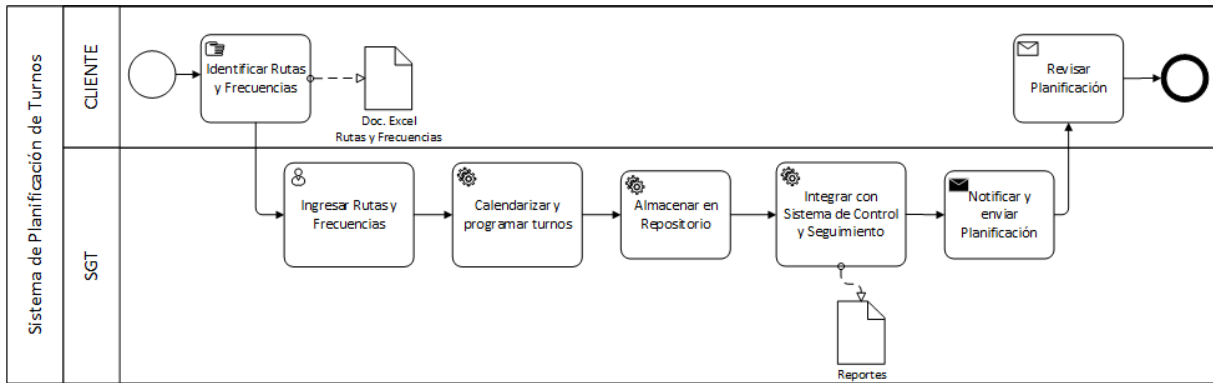 Sistema de Planificación de Turnos
CLIENTE
Identificar Rutas
y Frecuencias
Doc. Excel
Rutas y Frecuencias
Revisar
Planificación
SGT
Ingresar Rutas y
Frecuencias
Calendarizar y
programar turnos
Almacenar en
Repositorio
Integrar con
Sistema de Control
y Seguimiento
Notificar y
enviar
Planificación
Reportes